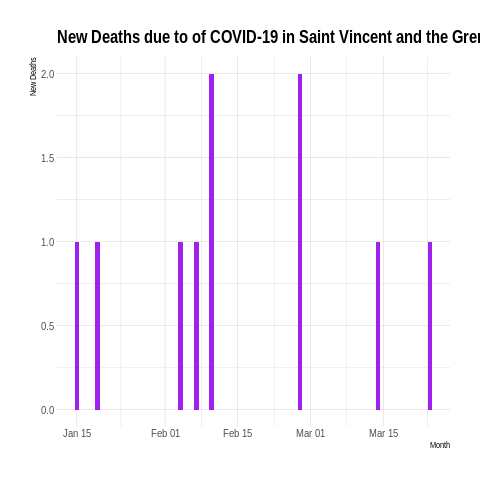 New Deaths due to of COVID-19 in Saint Vincent and the Gren
New Deaths
2.0
1.5
1.0
0.5
0.0
Jan 15 Feb 01 Feb 15 Mar 01 Mar 15
Month